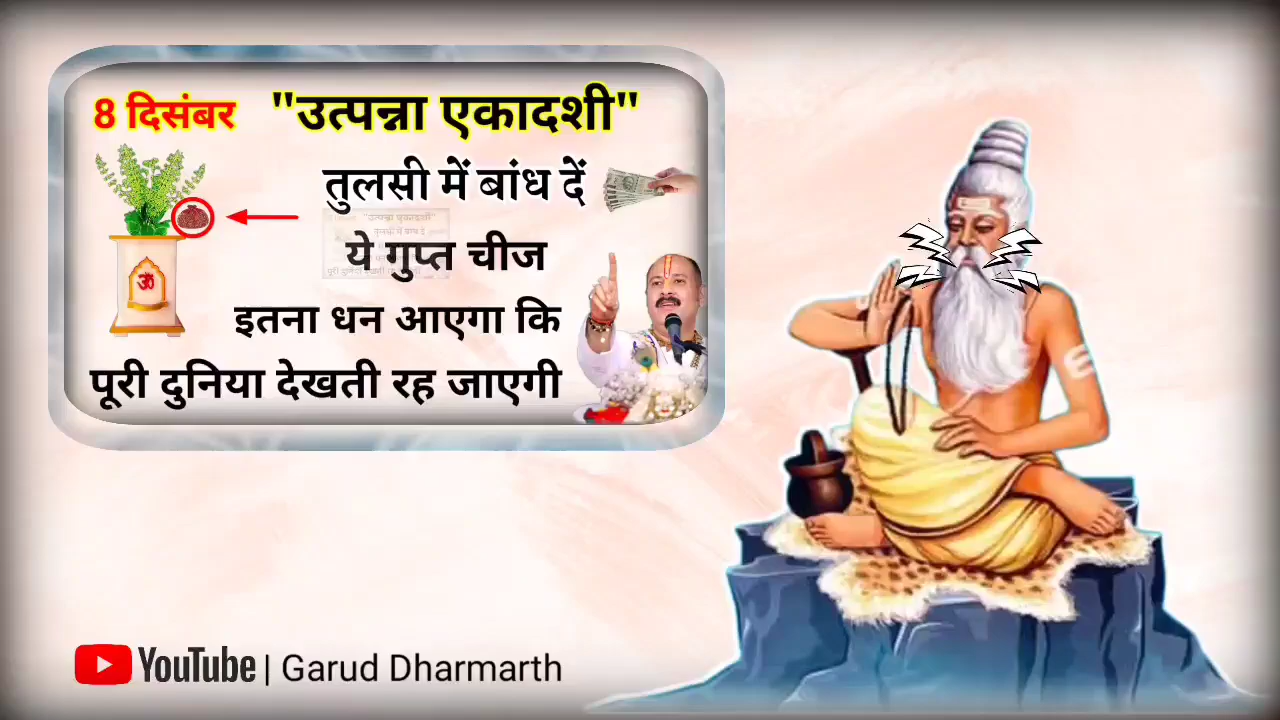 8 दिसंबर "उत्पन्ना एकादशी"
तुलसी में बांध दें
ये गुप्त चीज
इतना धन आएगा कि
पूरी दुनिया देखती रह जाएगी
YouTube | Garud Dharmarth